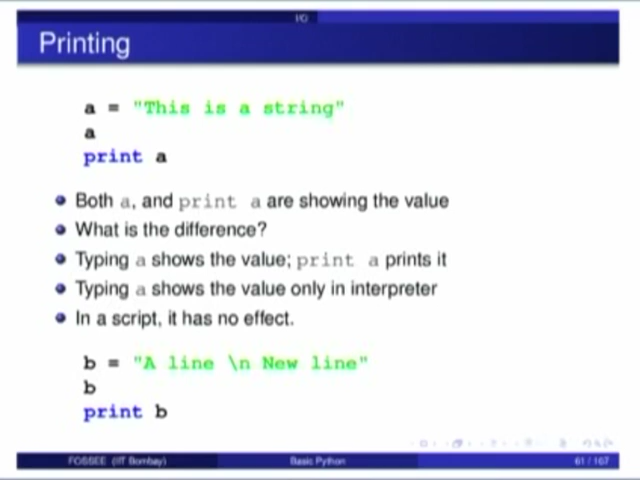 I/O
Printing
a = "This is a string"
a
print a
Both a, and print a are showing the value
What is the difference?
Typing a shows the value; print a prints it
Typing a shows the value only in interpreter
In a script, it has no effect.
b = "A line \n New line"
b
print b
FOSSEE (IIT Bombay) Basic Python 61 / 167